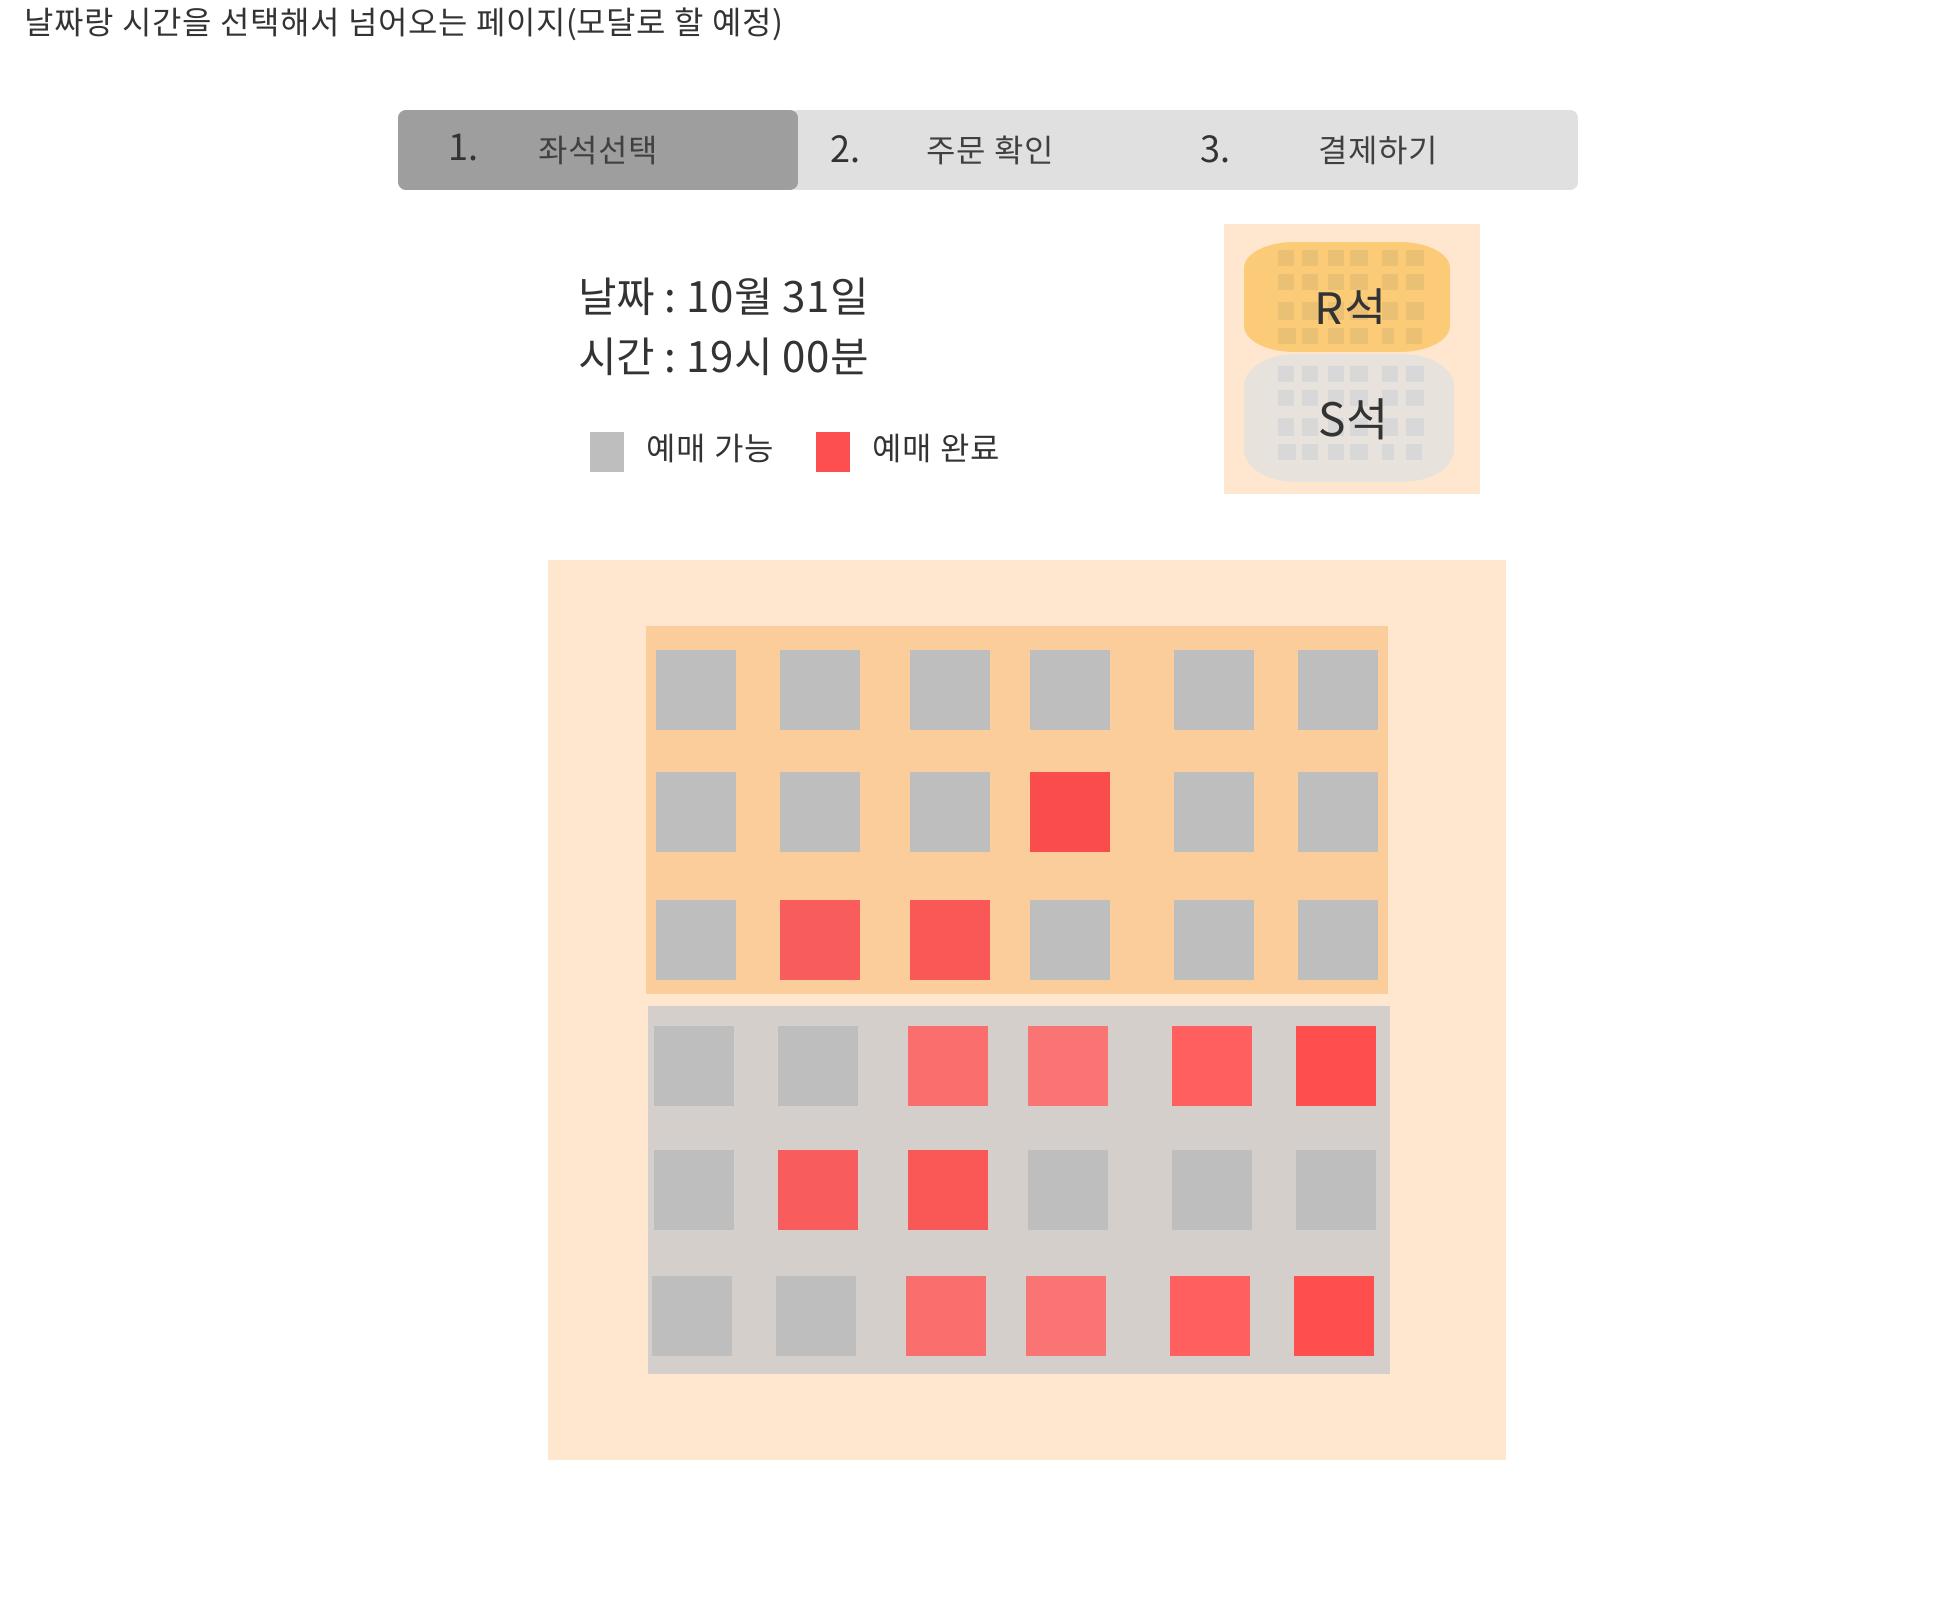 날짜랑 시간을 선택해서 넘어오는 페이지(모달로 할 예정)
1. 좌석선택 2. 주문 확인 3. 결제하기
날짜 : 10월 31일
시간 : 19시 00분
예매 가능 예매 완료
R석
S석